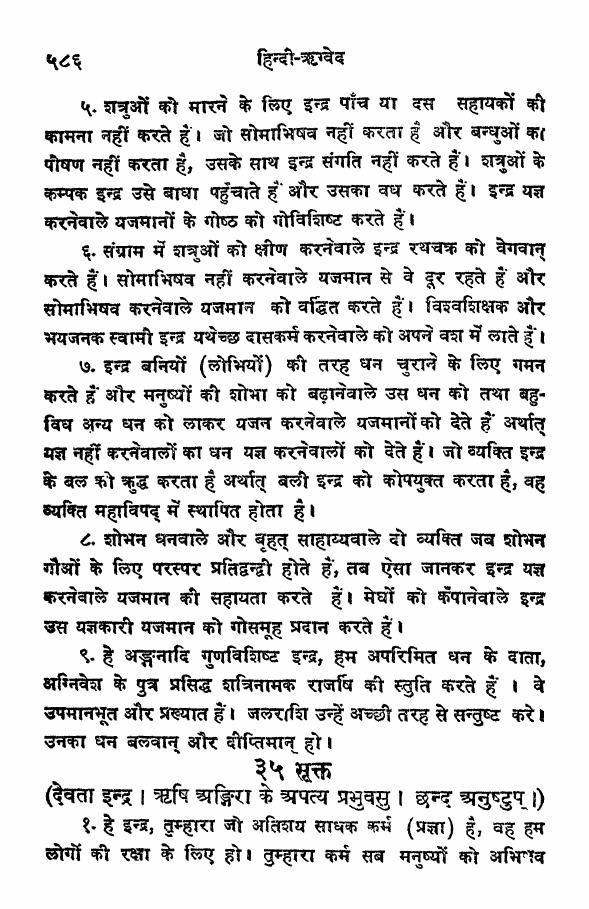 ५८६ हिन्दी-ऋग्वेद
५. शत्रुओं को मारने के लिए इन्द्र पाँच या दस सहायकों की
कामना नहीं करते हैं। जो सोमाभिषव नहीं करता है और बन्धुओं का
पोषण नहीं करता है, उसके साथ इन्द्र संगति नहीं करते हैं। शत्रुओं के
कम्पक इन्द्र उसे बाधा पहुँचाते हैं और उसका वध करते हैं। इन्द्र यज्ञ
करनेवाले यजमानों के गोष्ठ को गोविशिष्ट करते हैं।
६. संग्राम में शत्रुओं को क्षीण करनेवाले इन्द्र रथचक्र को वेगवान्
करते हैं। सोमाभिषव नहीं करनेवाले यजमान से वे दूर रहते हैं और
सोमाभिषव करनेवाले यजमान को वर्द्धित करते हैं। विश्वशिक्षक और
भयजनक स्वामी इन्द्र यथेच्छ दासकर्म करनेवाले को अपने वश में लाते हैं।
७. इन्द्र बनियों (लोभियों) की तरह धन चुराने के लिए गमन
करते हैं और मनुष्यों की शोभा को बढ़ानेवाले उस धन को तथा बहु-
विध अन्य धन को लाकर यजन करनेवाले यजमानों को देते हैं अर्थात्
यज्ञ नहीं करनेवालों का धन यज्ञ करनेवालों को देते हैं। जो व्यक्ति इन्द्र
के बल को क्रुद्ध करता है अर्थात् बली इन्द्र को कोपयुक्त करता है, वह
व्यक्ति महाविपद् में स्थापित होता है।
८. शोभन धनवाले और बृहत् साहाय्यवाले दो व्यक्ति जब शोभन
गौओं के लिए परस्पर प्रतिद्वन्द्वी होते हैं, तब ऐसा जानकर इन्द्र यज्ञ
करनेवाले यजमान की सहायता करते हैं। मेघों को कँपानेवाले इन्द्र
उस यज्ञकारी यजमान को गोसमूह प्रदान करते हैं।
९. हे अङ्गनादि गुणविशिष्ट इन्द्र, हम अपरिमित धन के दाता,
अग्निवेश के पुत्र प्रसिद्ध शत्रिनामक राजर्षि की स्तुति करते हैं । वे
उपमानभूत और प्रख्यात हैं। जलराशि उन्हें अच्छी तरह से सन्तुष्ट करे।
उनका धन बलवान् और दीप्तिमान् हो।
३५ सूक्त
(देवता इन्द्र। ऋषि अङ्गिरा के अपत्य प्रभुवसु। छन्द अनुष्टुप्।)
१. हे इन्द्र, तुम्हारा जो अतिशय साधक कर्म (प्रज्ञा) है, वह हम
लोगों की रक्षा के लिए हो। तुम्हारा कर्म सब मनुष्यों को अभिभव